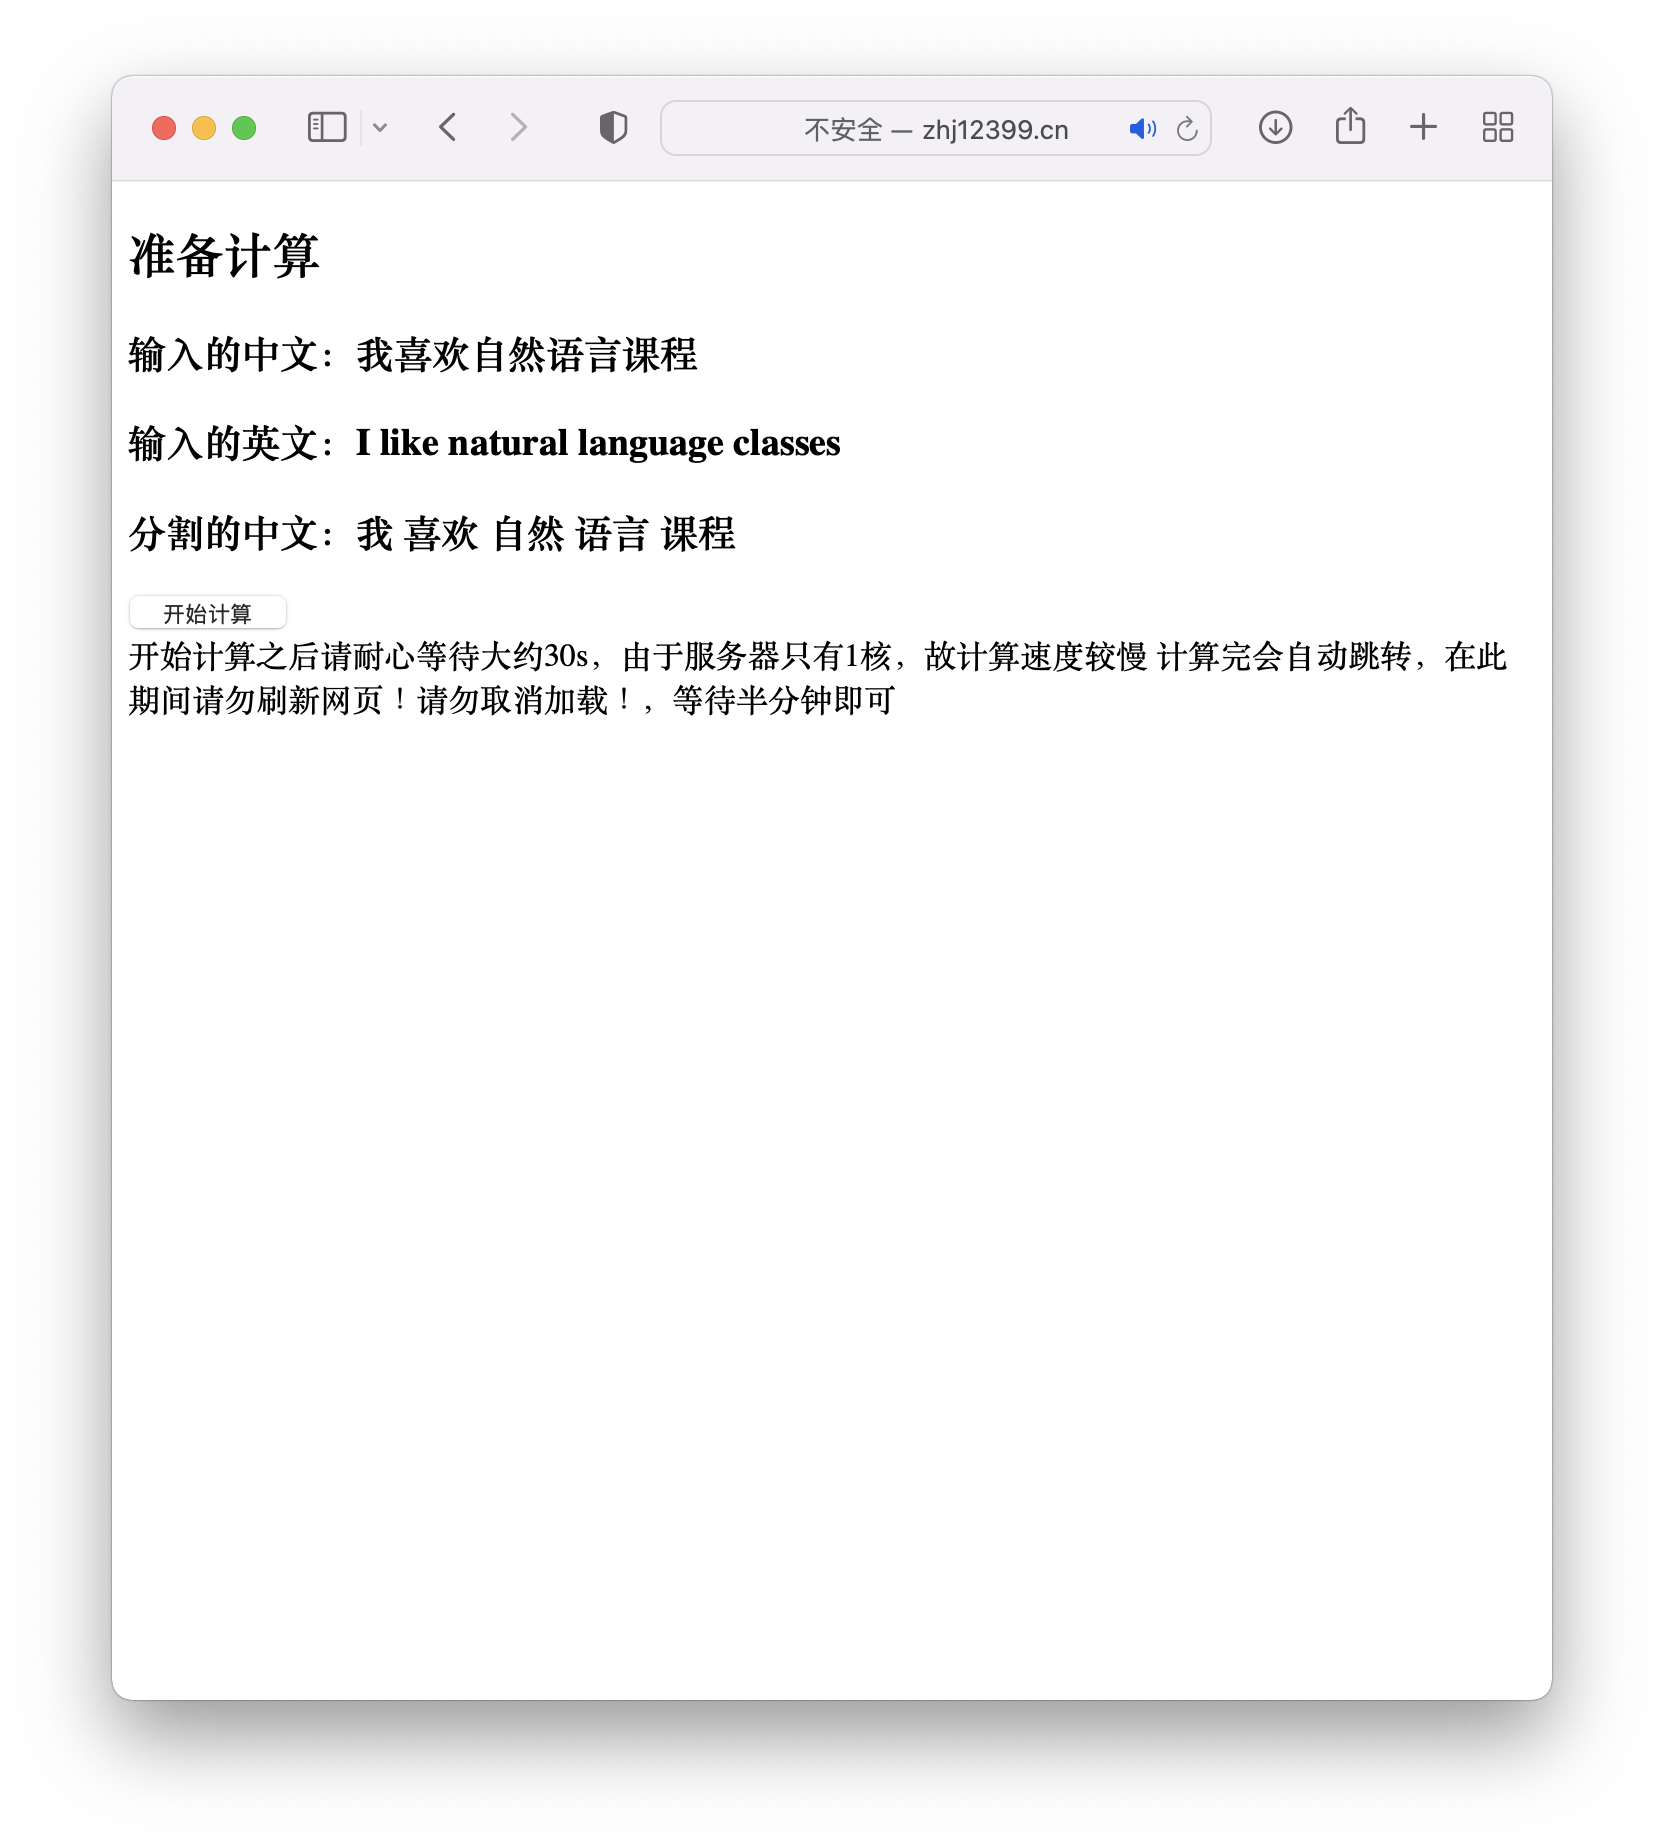 不安全 — zhj12399.cn
准备计算
输入的中文：我喜欢自然语言课程
输入的英文：I like natural language classes
分割的中文：我 喜欢 自然 语言 课程
开始计算
开始计算之后请耐心等待大约30s，由于服务器只有1核，故计算速度较慢 计算完会自动跳转，在此
期间请勿刷新网页！请勿取消加载！，等待半分钟即可